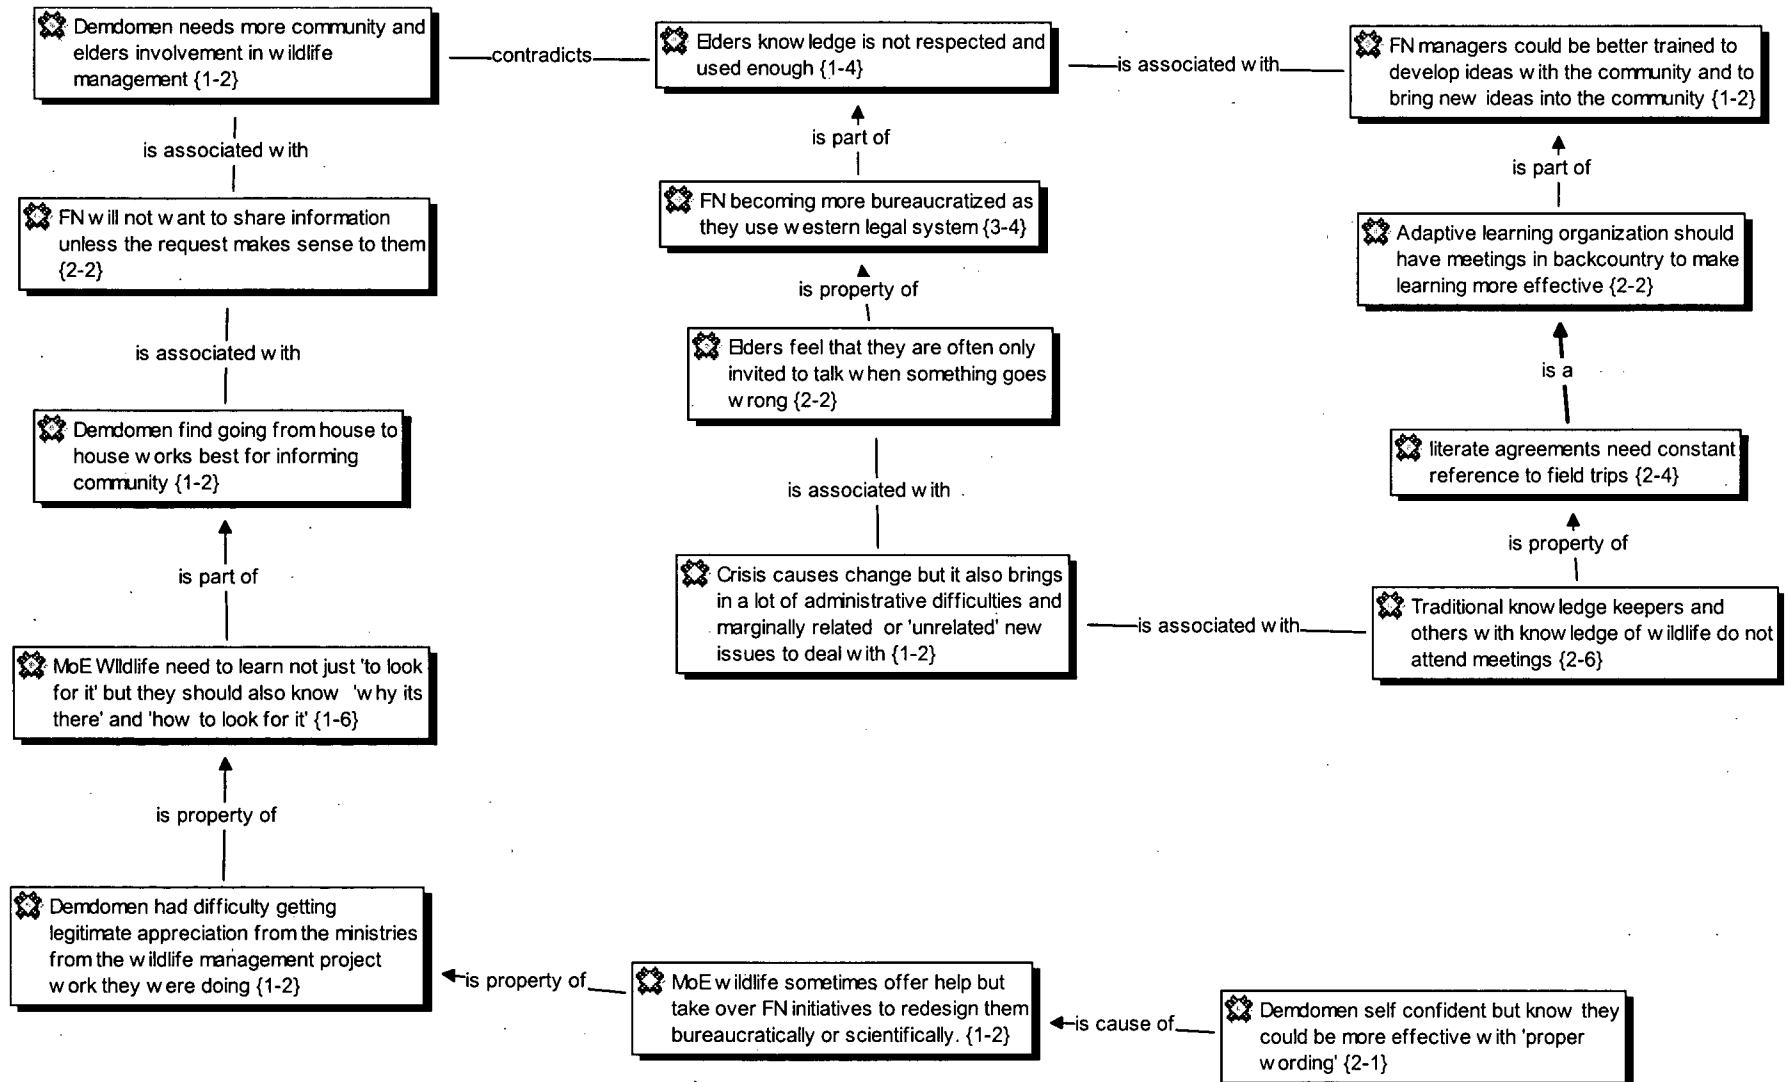 Demdomen needs more community and
elders involvement in wildlife
management {1-2}
contradicts
Elders knowledge is not respected and
used enough {1-4}
is associated with
FN managers could be better trained to
develop ideas with the community and to
bring new ideas into the community {1-2}
is associated with
is part of
is part of
FN will not want to share information
unless the request makes sense to them
{2-2}
FN becoming more bureaucratized as
they use western legal system {3-4}
Adaptive learning organization should
have meetings in backcountry to make
learning more effective {2-2}
is associated with
is property of
is a
Demdomen find going from house to
house works best for informing
community {1-2}
Elders feel that they are often only
invited to talk when something goes
wrong {2-2}
literate agreements need constant
reference to field trips {2-4}
is part of
is associated with
is property of
MoE Wildlife need to learn not just 'to look
for it' but they should also know 'why its
there' and 'how to look for it' {1-6}
Crisis causes change but it also brings
in a lot of administrative difficulties and
marginally related or 'unrelated' new
issues to deal with {1-2}
is associated with
Traditional knowledge keepers and
others with knowledge of wildlife do not
attend meetings {2-6}
is property of
Demdomen had difficulty getting
legitimate appreciation from the ministries
from the wildlife management project
work they were doing {1-2}
is property of
MoE wildlife sometimes offer help but
take over FN initiatives to redesign them
bureaucratically or scientifically. {1-2}
is cause of
Demdomen self confident but know they
could be more effective with 'proper
wording' {2-1}